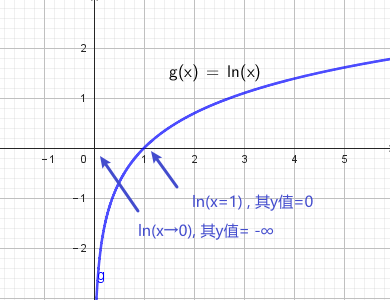 2
g(x) = ln(x)
1
−1 0 1 2 3 4 5
−1
ln(x=1) , 其y值=0
ln(x→0), 其y值= -∞
−2
g